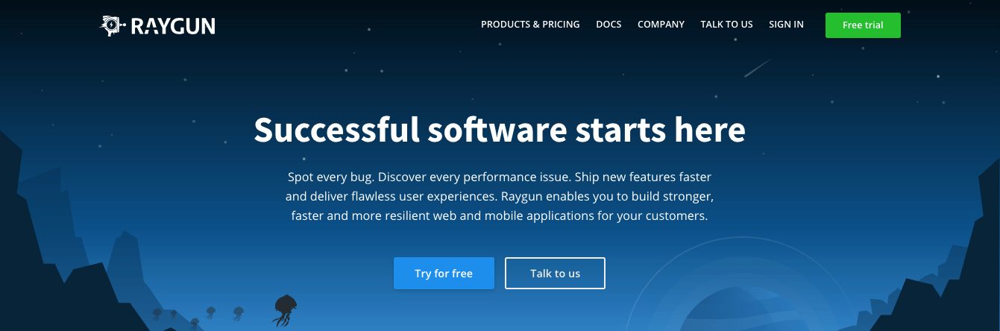 RAYGUN
PRODUCTS & PRICING DOCS COMPANY TALK TO US SIGN IN Free trial
Successful software starts here
Spot every bug. Discover every performance issue. Ship new features faster
and deliver flawless user experiences. Raygun enables you to build stronger,
faster and more resilient web and mobile applications for your customers.
Try for free Talk to us